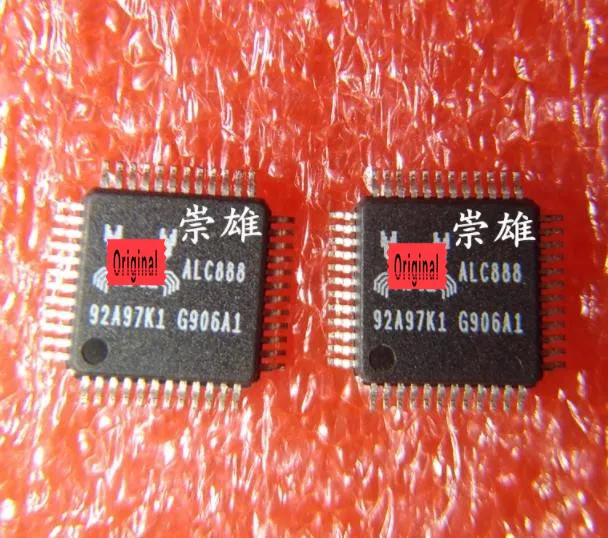 崇雄
Original
ALC888
92A97K1 G906A1
崇雄
Original
ALC888
92A97K1 G906A1